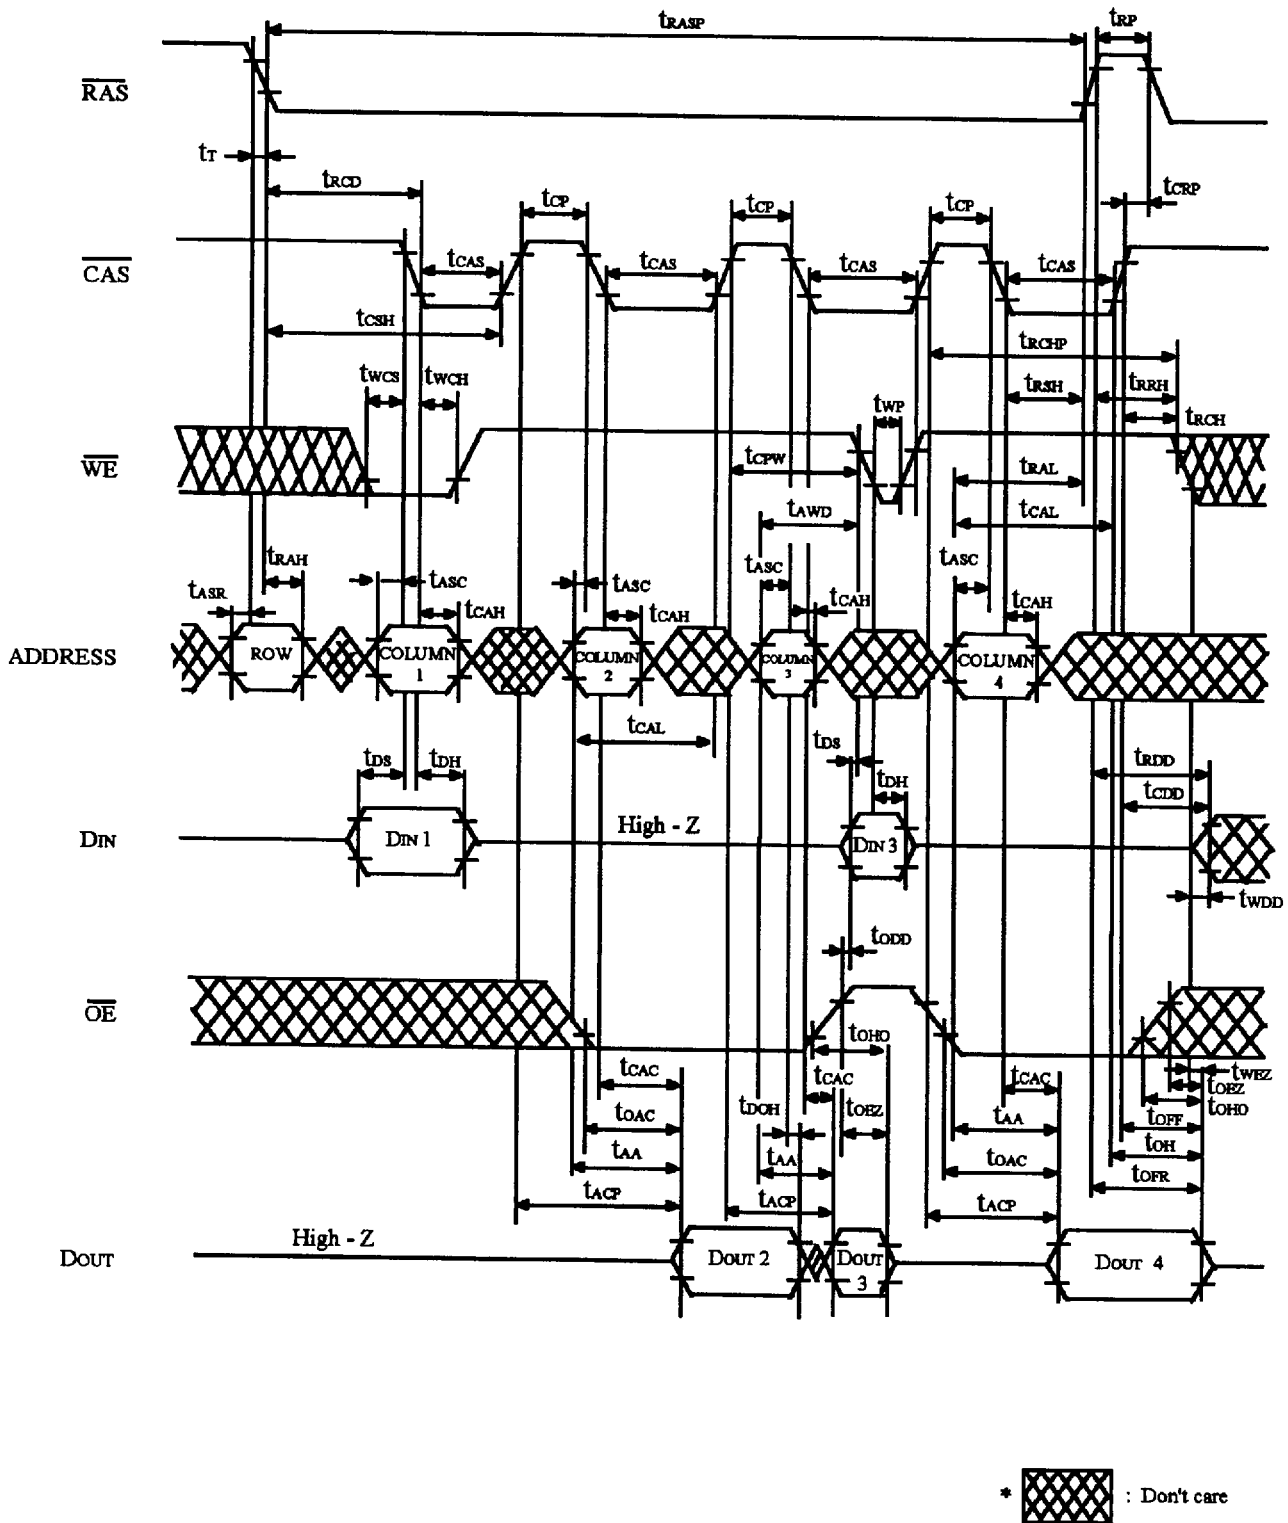 tRASP
tRP
RAS
tT
tRCD
tCP
tCP
tCP
tCRP
CAS
tCAS
tCAS
tCAS
tCAS
tCSH
tRCHP
tWCS
tWCH
tRSH
tRRH
tWP
tRCH
WE
tCPW
tRAL
tAWD
tCAL
tRAH
tASC
tASC
tASR
tASC
tASC
tCAH
tCAH
tCAH
tCAH
ADDRESS
ROW
COLUMN 1
COLUMN 2
COLUMN 3
COLUMN 4
tCAL
tDS
tDH
tDS
tRDD
tDH
tCDD
DIN
DIN 1
High - Z
DIN 3
tWDD
tODD
OE
tOHO
tCAC
tCAC
tCAC
tWEZ
tOEZ
tOHO
tOAC
tDOH
tOEZ
tAA
tOFF
tAA
tAA
tOAC
tOH
tACP
tACP
tACP
tOFR
High - Z
DOUT
DOUT 2
DOUT 3
DOUT 4
* : Don't care